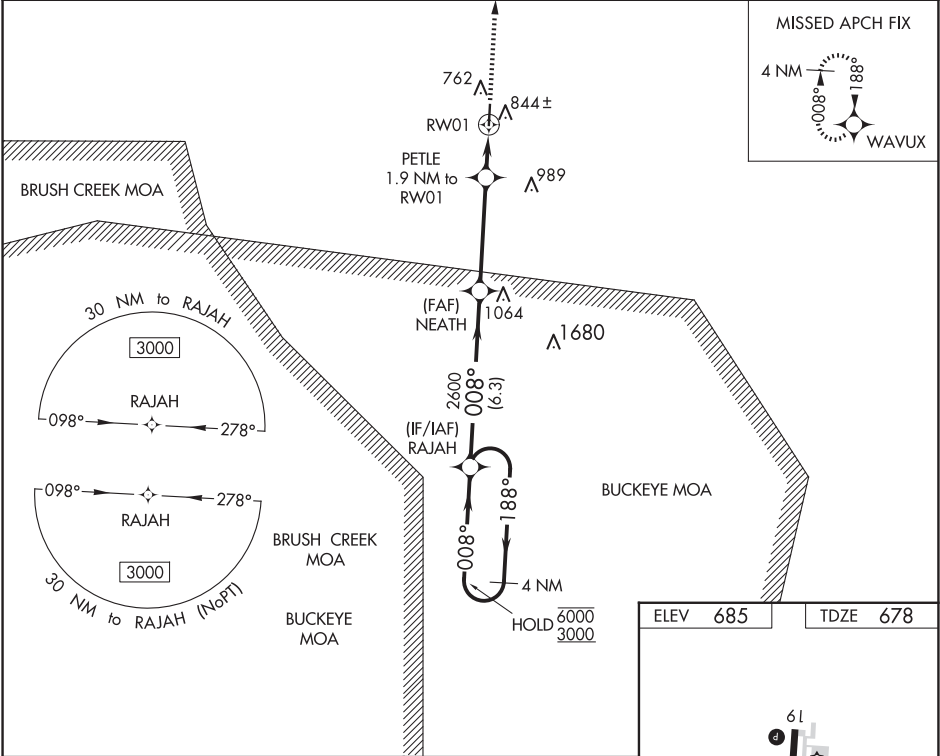 MISSED APCH FIX
4 NM
008°
188°
WAVUX
762
844±
RW01
PETLE
1.9 NM to
RW01
989
BRUSH CREEK MOA
(FAF)
NEATH
1064
1680
30 NM to RAJAH
3000
RAJAH
098°
278°
2600
008°
(6.3)
(IF/IAF)
RAJAH
098°
278°
RAJAH
3000
30 NM to RAJAH (NoPT)
BRUSH CREEK
MOA
BUCKEYE
MOA
008°
188°
4 NM
HOLD 6000
3000
BUCKEYE MOA
ELEV 685
TDZE 678
19
P